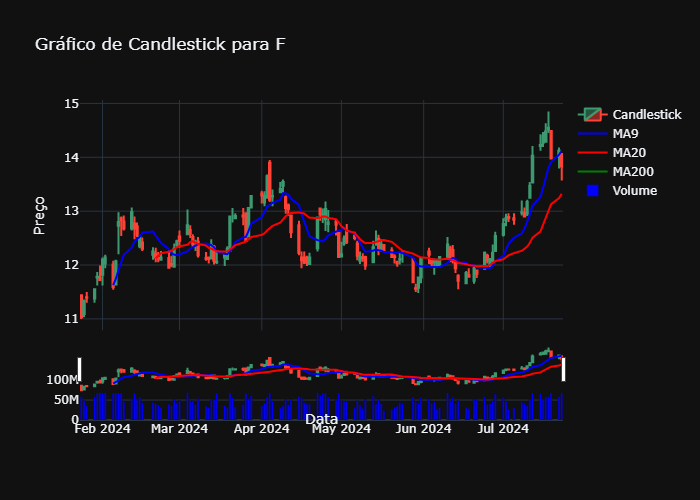 Gráfico de Candlestick para F
15
14
13
12
11
Preço
Candlestick
MA9
MA20
MA200
Volume
100M
50M
0
Data
Feb 2024 Mar 2024 Apr 2024 May 2024 Jun 2024 Jul 2024